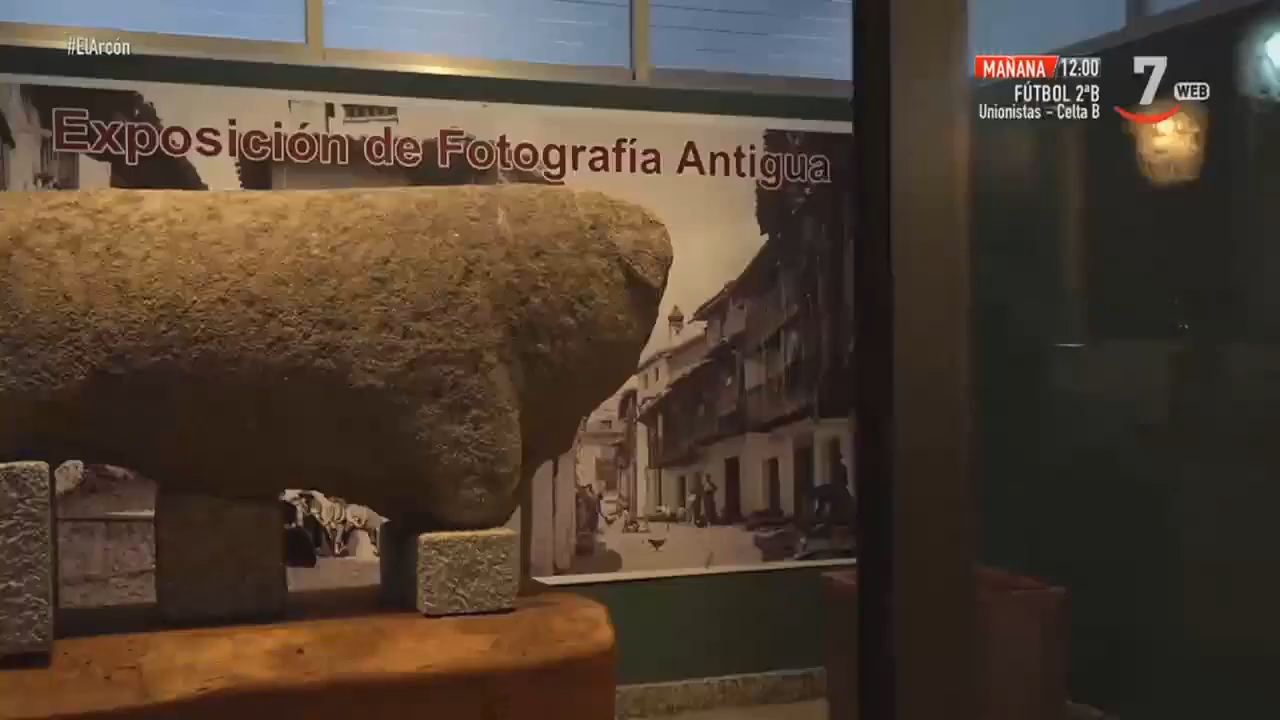 #ElArcón
MAÑANA 12:00
FÚTBOL 2ªB
Unionistas - Celta B
7 WEB
Exposición de Fotografía Antigua